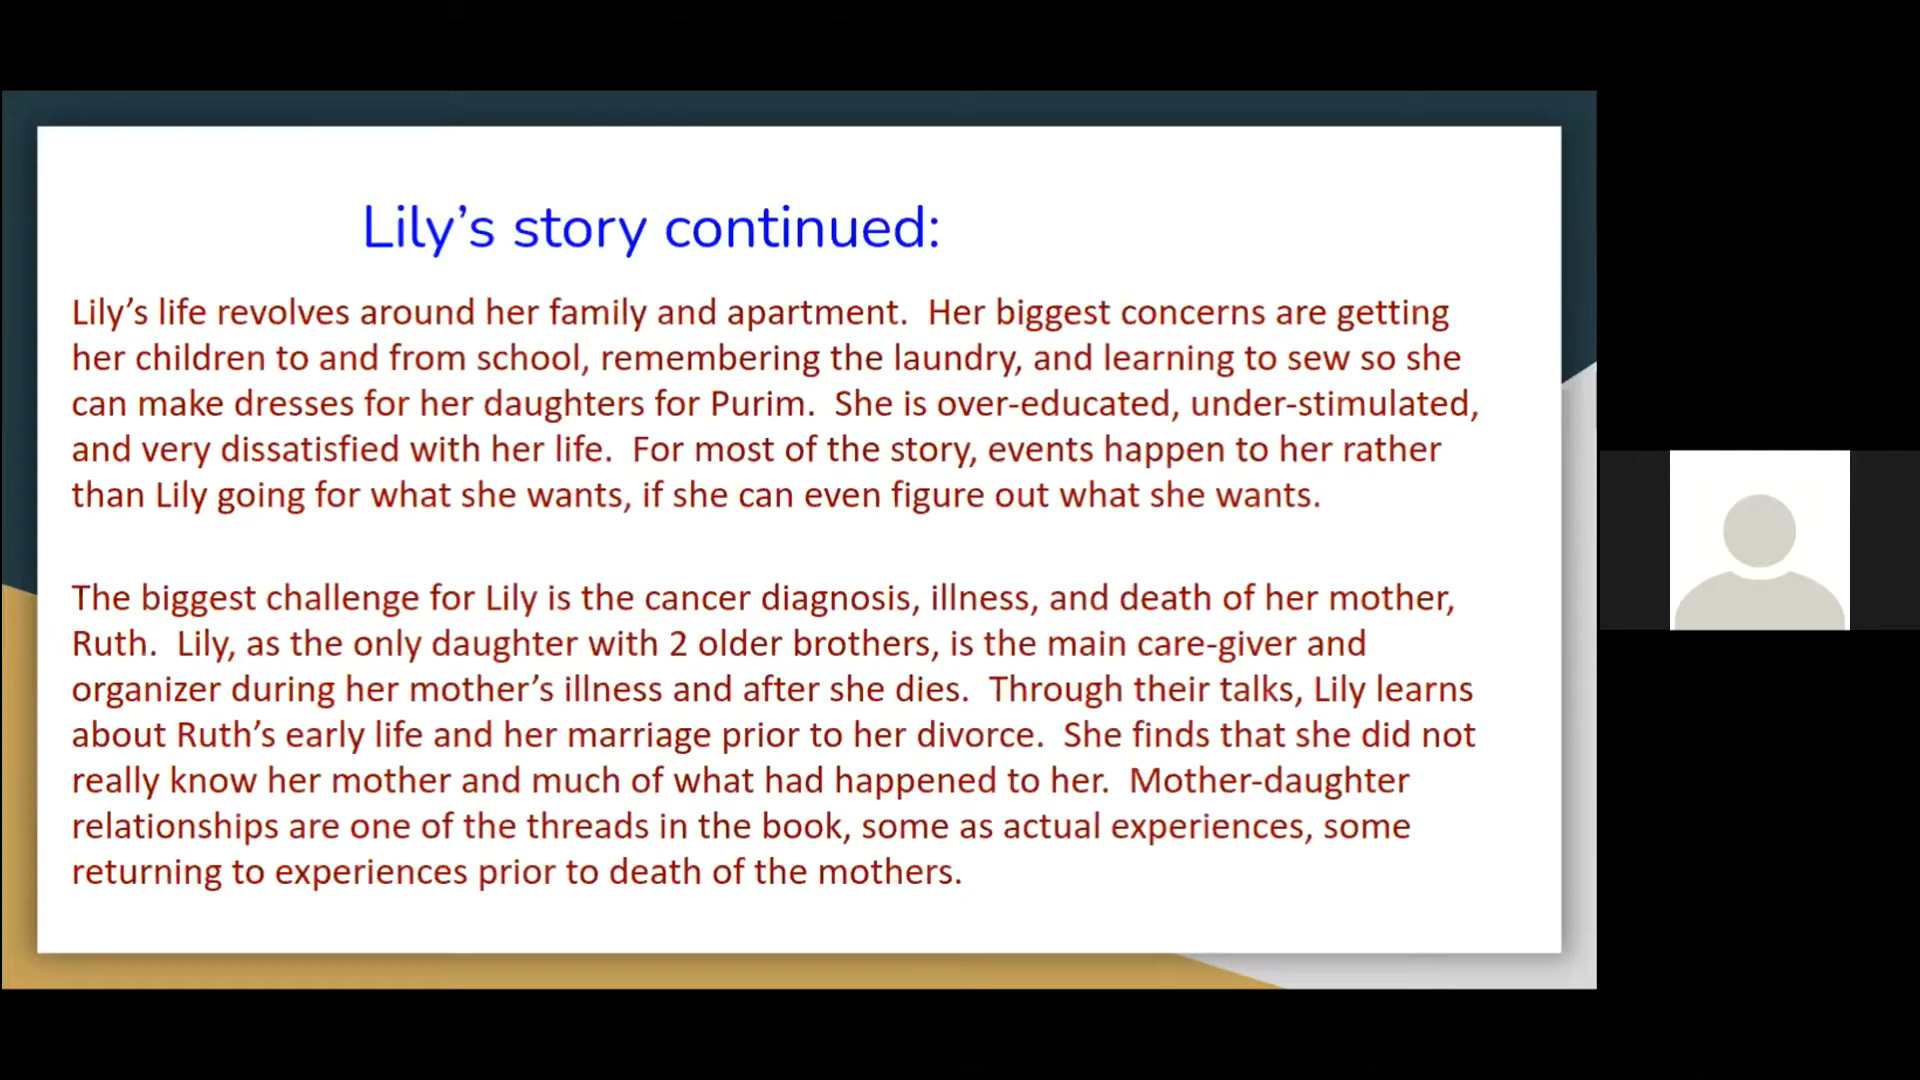 Lily’s story continued:
Lily’s life revolves around her family and apartment.  Her biggest concerns are getting
her children to and from school, remembering the laundry, and learning to sew so she
can make dresses for her daughters for Purim.  She is over-educated, under-stimulated,
and very dissatisfied with her life.  For most of the story, events happen to her rather
than Lily going for what she wants, if she can even figure out what she wants.
The biggest challenge for Lily is the cancer diagnosis, illness, and death of her mother,
Ruth.  Lily, as the only daughter with 2 older brothers, is the main care-giver and
organizer during her mother’s illness and after she dies.  Through their talks, Lily learns
about Ruth’s early life and her marriage prior to her divorce.  She finds that she did not
really know her mother and much of what had happened to her.  Mother-daughter
relationships are one of the threads in the book, some as actual experiences, some
returning to experiences prior to death of the mothers.